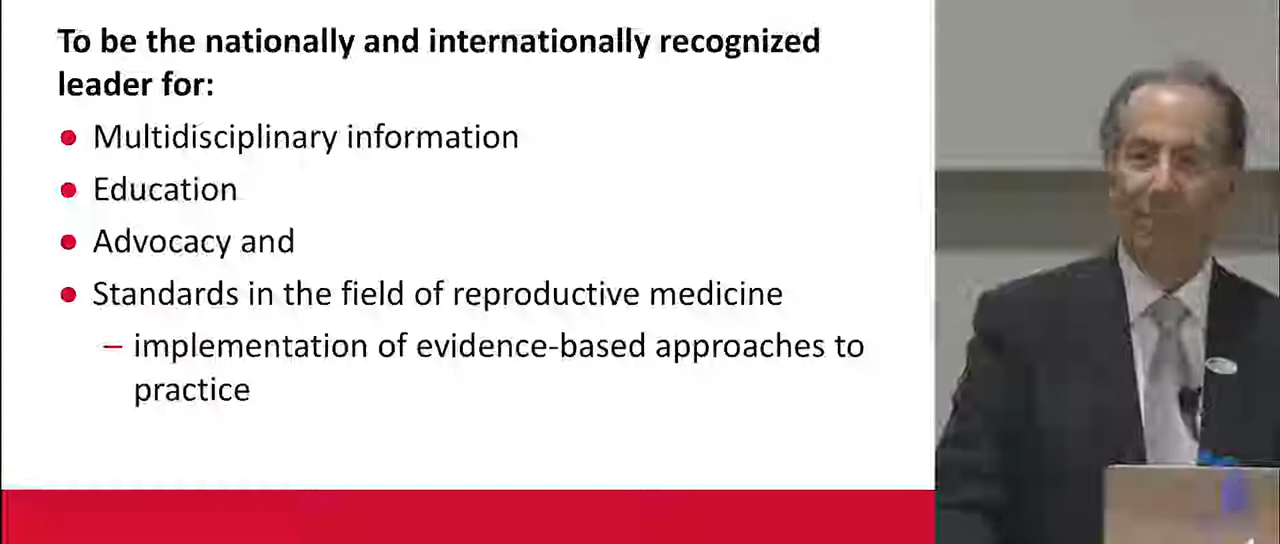 To be the nationally and internationally recognized
leader for:
● Multidisciplinary information
● Education
● Advocacy and
● Standards in the field of reproductive medicine
– implementation of evidence-based approaches to
practice